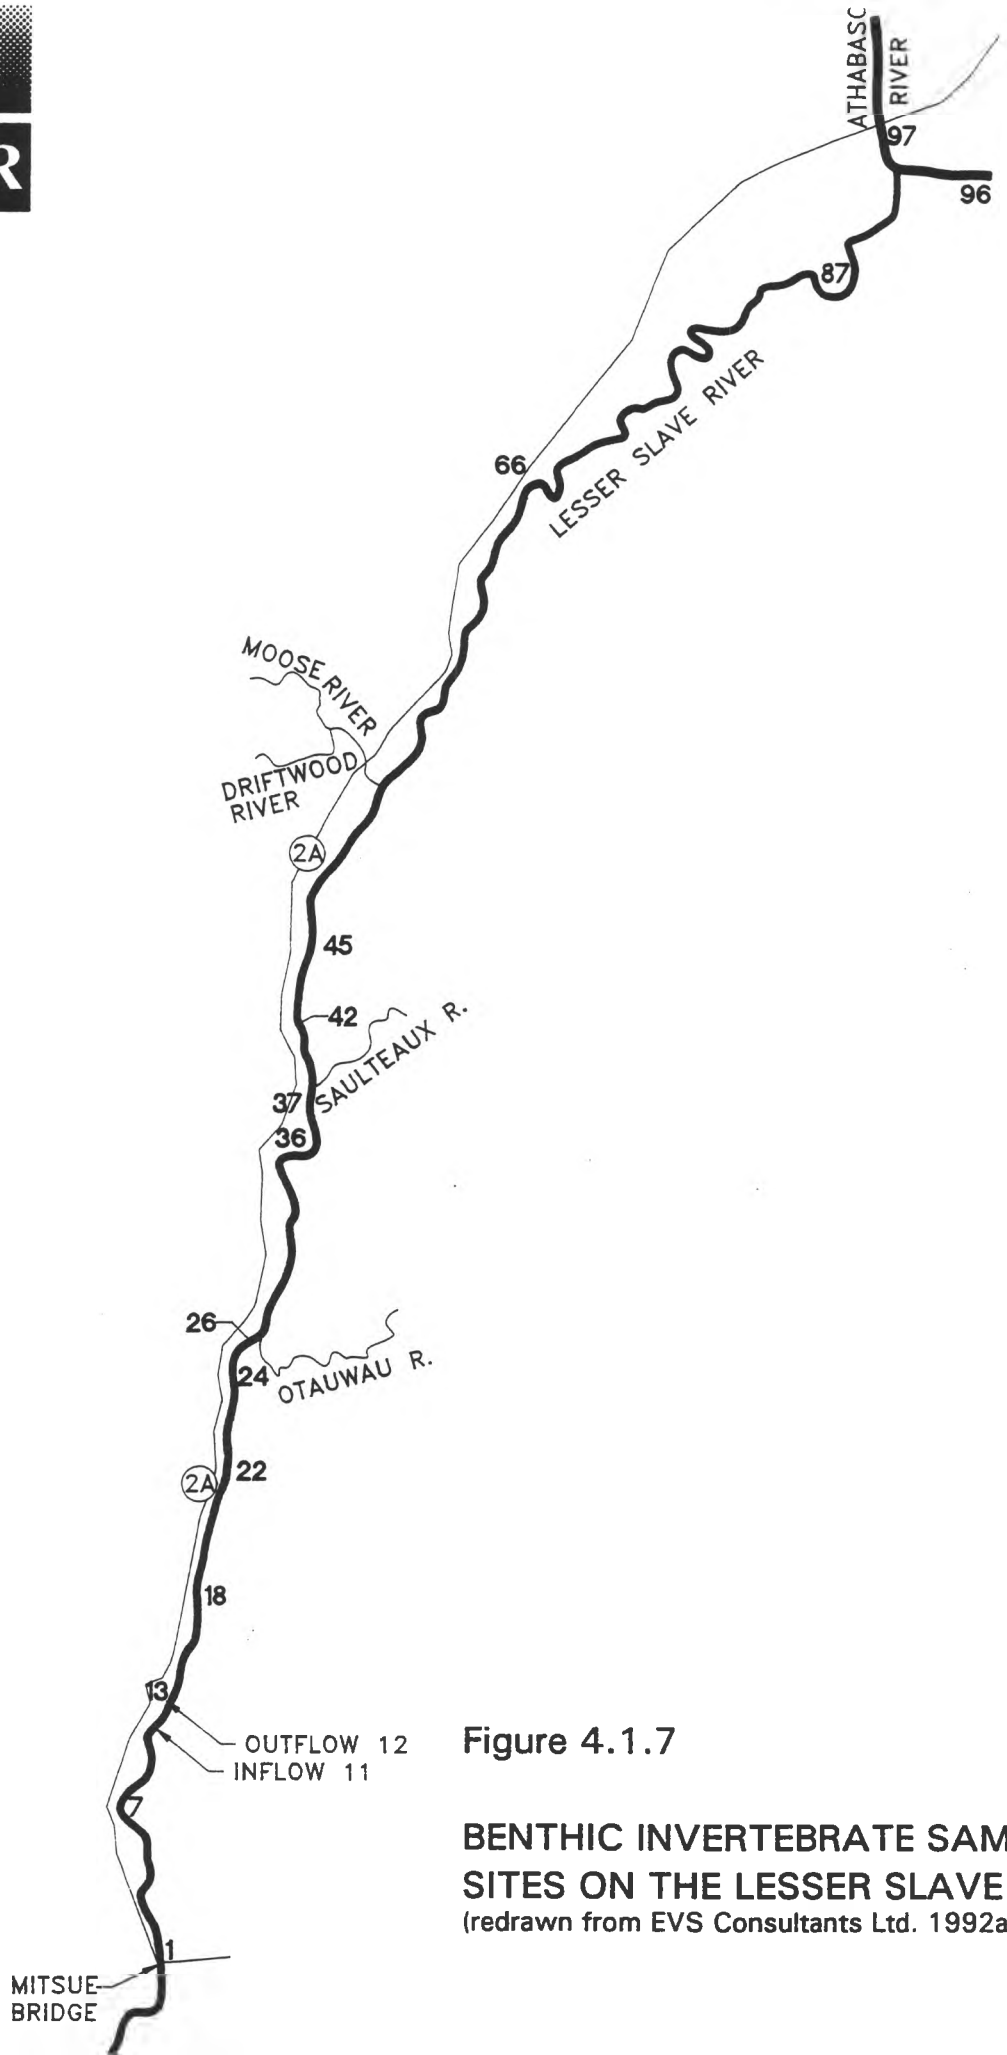 R
ATHABASC
RIVER
97
96
87
LESSER SLAVE RIVER
66
MOOSE RIVER
DRIFTWOOD
RIVER
2A
45
42
SAULTEAUX R.
37
36
26
24
OTAUWAU R.
22
2A
18
13
OUTFLOW 12
INFLOW 11
7
1
MITSUE
BRIDGE
Figure 4.1.7
BENTHIC INVERTEBRATE SAM
SITES ON THE LESSER SLAVE
(redrawn from EVS Consultants Ltd. 1992a